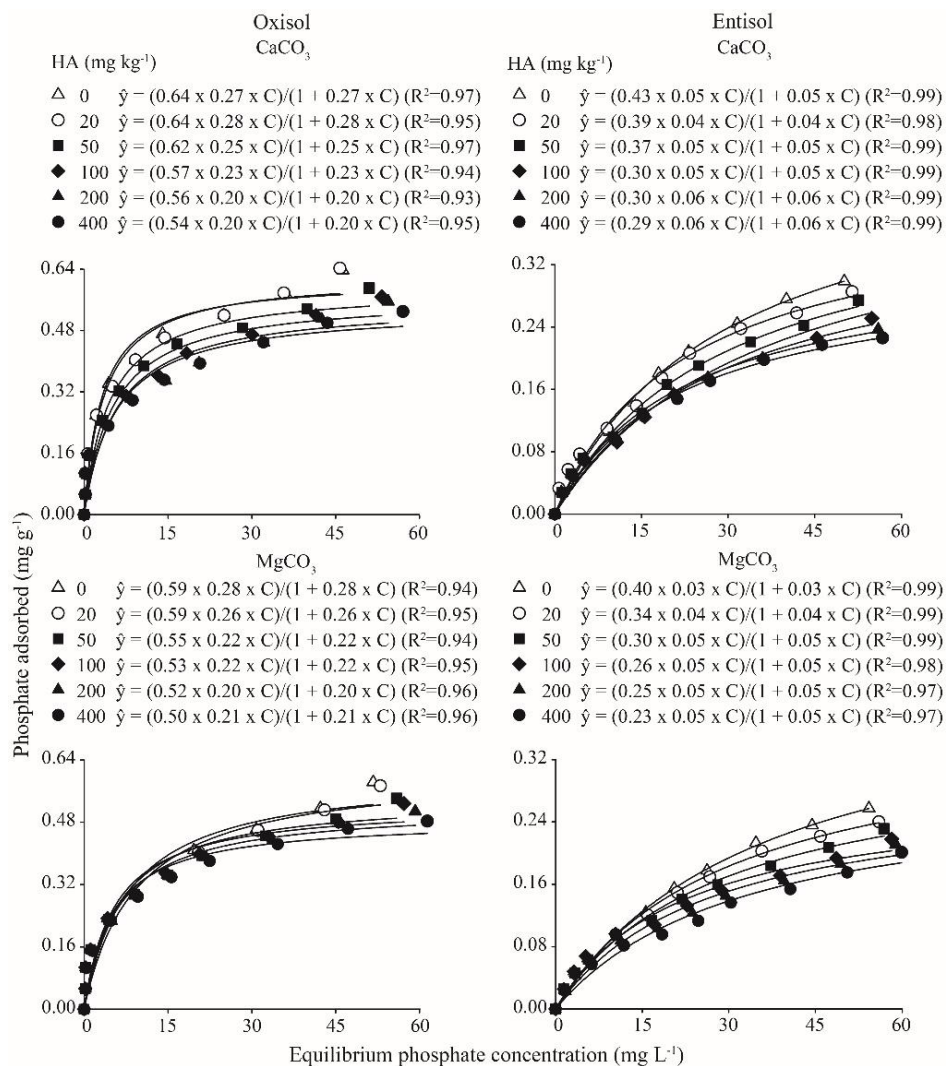 Oxisol
CaCO₃
HA (mg kg⁻¹)
△ 0 ŷ = (0.64 x 0.27 x C)/(1 + 0.27 x C) (R²=0.97)
○ 20 ŷ = (0.64 x 0.28 x C)/(1 + 0.28 x C) (R²=0.95)
■ 50 ŷ = (0.62 x 0.25 x C)/(1 + 0.25 x C) (R²=0.97)
◆ 100 ŷ = (0.57 x 0.23 x C)/(1 + 0.23 x C) (R²=0.94)
▲ 200 ŷ = (0.56 x 0.20 x C)/(1 + 0.20 x C) (R²=0.93)
● 400 ŷ = (0.54 x 0.20 x C)/(1 + 0.20 x C) (R²=0.95)
0.64
0.48
0.32
0.16
0.00
0 15 30 45 60
Entisol
CaCO₃
HA (mg kg⁻¹)
△ 0 ŷ = (0.43 x 0.05 x C)/(1 + 0.05 x C) (R²=0.99)
○ 20 ŷ = (0.39 x 0.04 x C)/(1 + 0.04 x C) (R²=0.98)
■ 50 ŷ = (0.37 x 0.05 x C)/(1 + 0.05 x C) (R²=0.99)
◆ 100 ŷ = (0.30 x 0.05 x C)/(1 + 0.05 x C) (R²=0.99)
▲ 200 ŷ = (0.30 x 0.06 x C)/(1 + 0.06 x C) (R²=0.99)
● 400 ŷ = (0.29 x 0.06 x C)/(1 + 0.06 x C) (R²=0.99)
0.32
0.24
0.16
0.08
0.00
0 15 30 45 60
MgCO₃
△ 0 ŷ = (0.59 x 0.28 x C)/(1 + 0.28 x C) (R²=0.94)
○ 20 ŷ = (0.59 x 0.26 x C)/(1 + 0.26 x C) (R²=0.95)
■ 50 ŷ = (0.55 x 0.22 x C)/(1 + 0.22 x C) (R²=0.94)
◆ 100 ŷ = (0.53 x 0.22 x C)/(1 + 0.22 x C) (R²=0.95)
▲ 200 ŷ = (0.52 x 0.20 x C)/(1 + 0.20 x C) (R²=0.96)
● 400 ŷ = (0.50 x 0.21 x C)/(1 + 0.21 x C) (R²=0.96)
0.64
0.48
0.32
0.16
0.00
0 15 30 45 60
MgCO₃
△ 0 ŷ = (0.40 x 0.03 x C)/(1 + 0.03 x C) (R²=0.99)
○ 20 ŷ = (0.34 x 0.04 x C)/(1 + 0.04 x C) (R²=0.99)
■ 50 ŷ = (0.30 x 0.05 x C)/(1 + 0.05 x C) (R²=0.99)
◆ 100 ŷ = (0.26 x 0.05 x C)/(1 + 0.05 x C) (R²=0.98)
▲ 200 ŷ = (0.25 x 0.05 x C)/(1 + 0.05 x C) (R²=0.97)
● 400 ŷ = (0.23 x 0.05 x C)/(1 + 0.05 x C) (R²=0.97)
0.32
0.24
0.16
0.08
0.00
0 15 30 45 60
Phosphate adsorbed (mg g⁻¹)
Equilibrium phosphate concentration (mg L⁻¹)